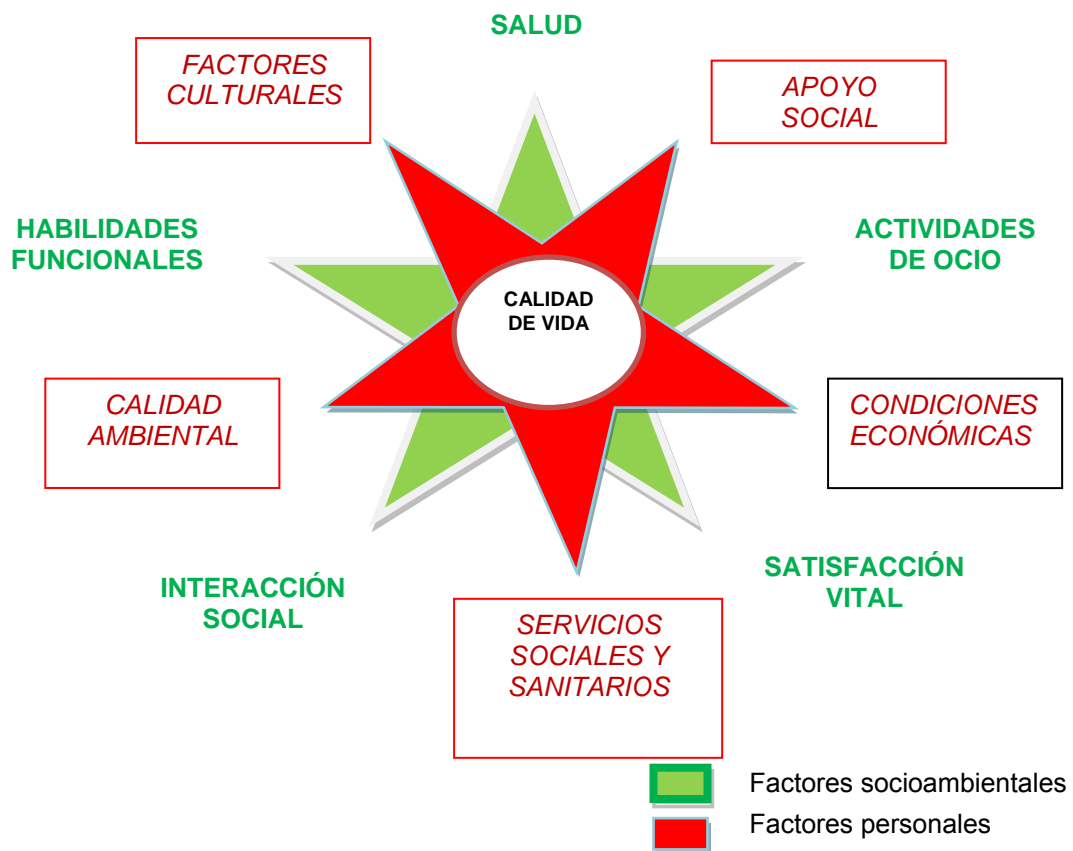 SALUD
FACTORES
CULTURALES
APOYO
SOCIAL
HABILIDADES
FUNCIONALES
ACTIVIDADES
DE OCIO
CALIDAD
DE VIDA
CALIDAD
AMBIENTAL
CONDICIONES
ECONÓMICAS
INTERACCIÓN
SOCIAL
SATISFACCIÓN
VITAL
SERVICIOS
SOCIALES Y
SANITARIOS
Factores socioambientales
Factores personales